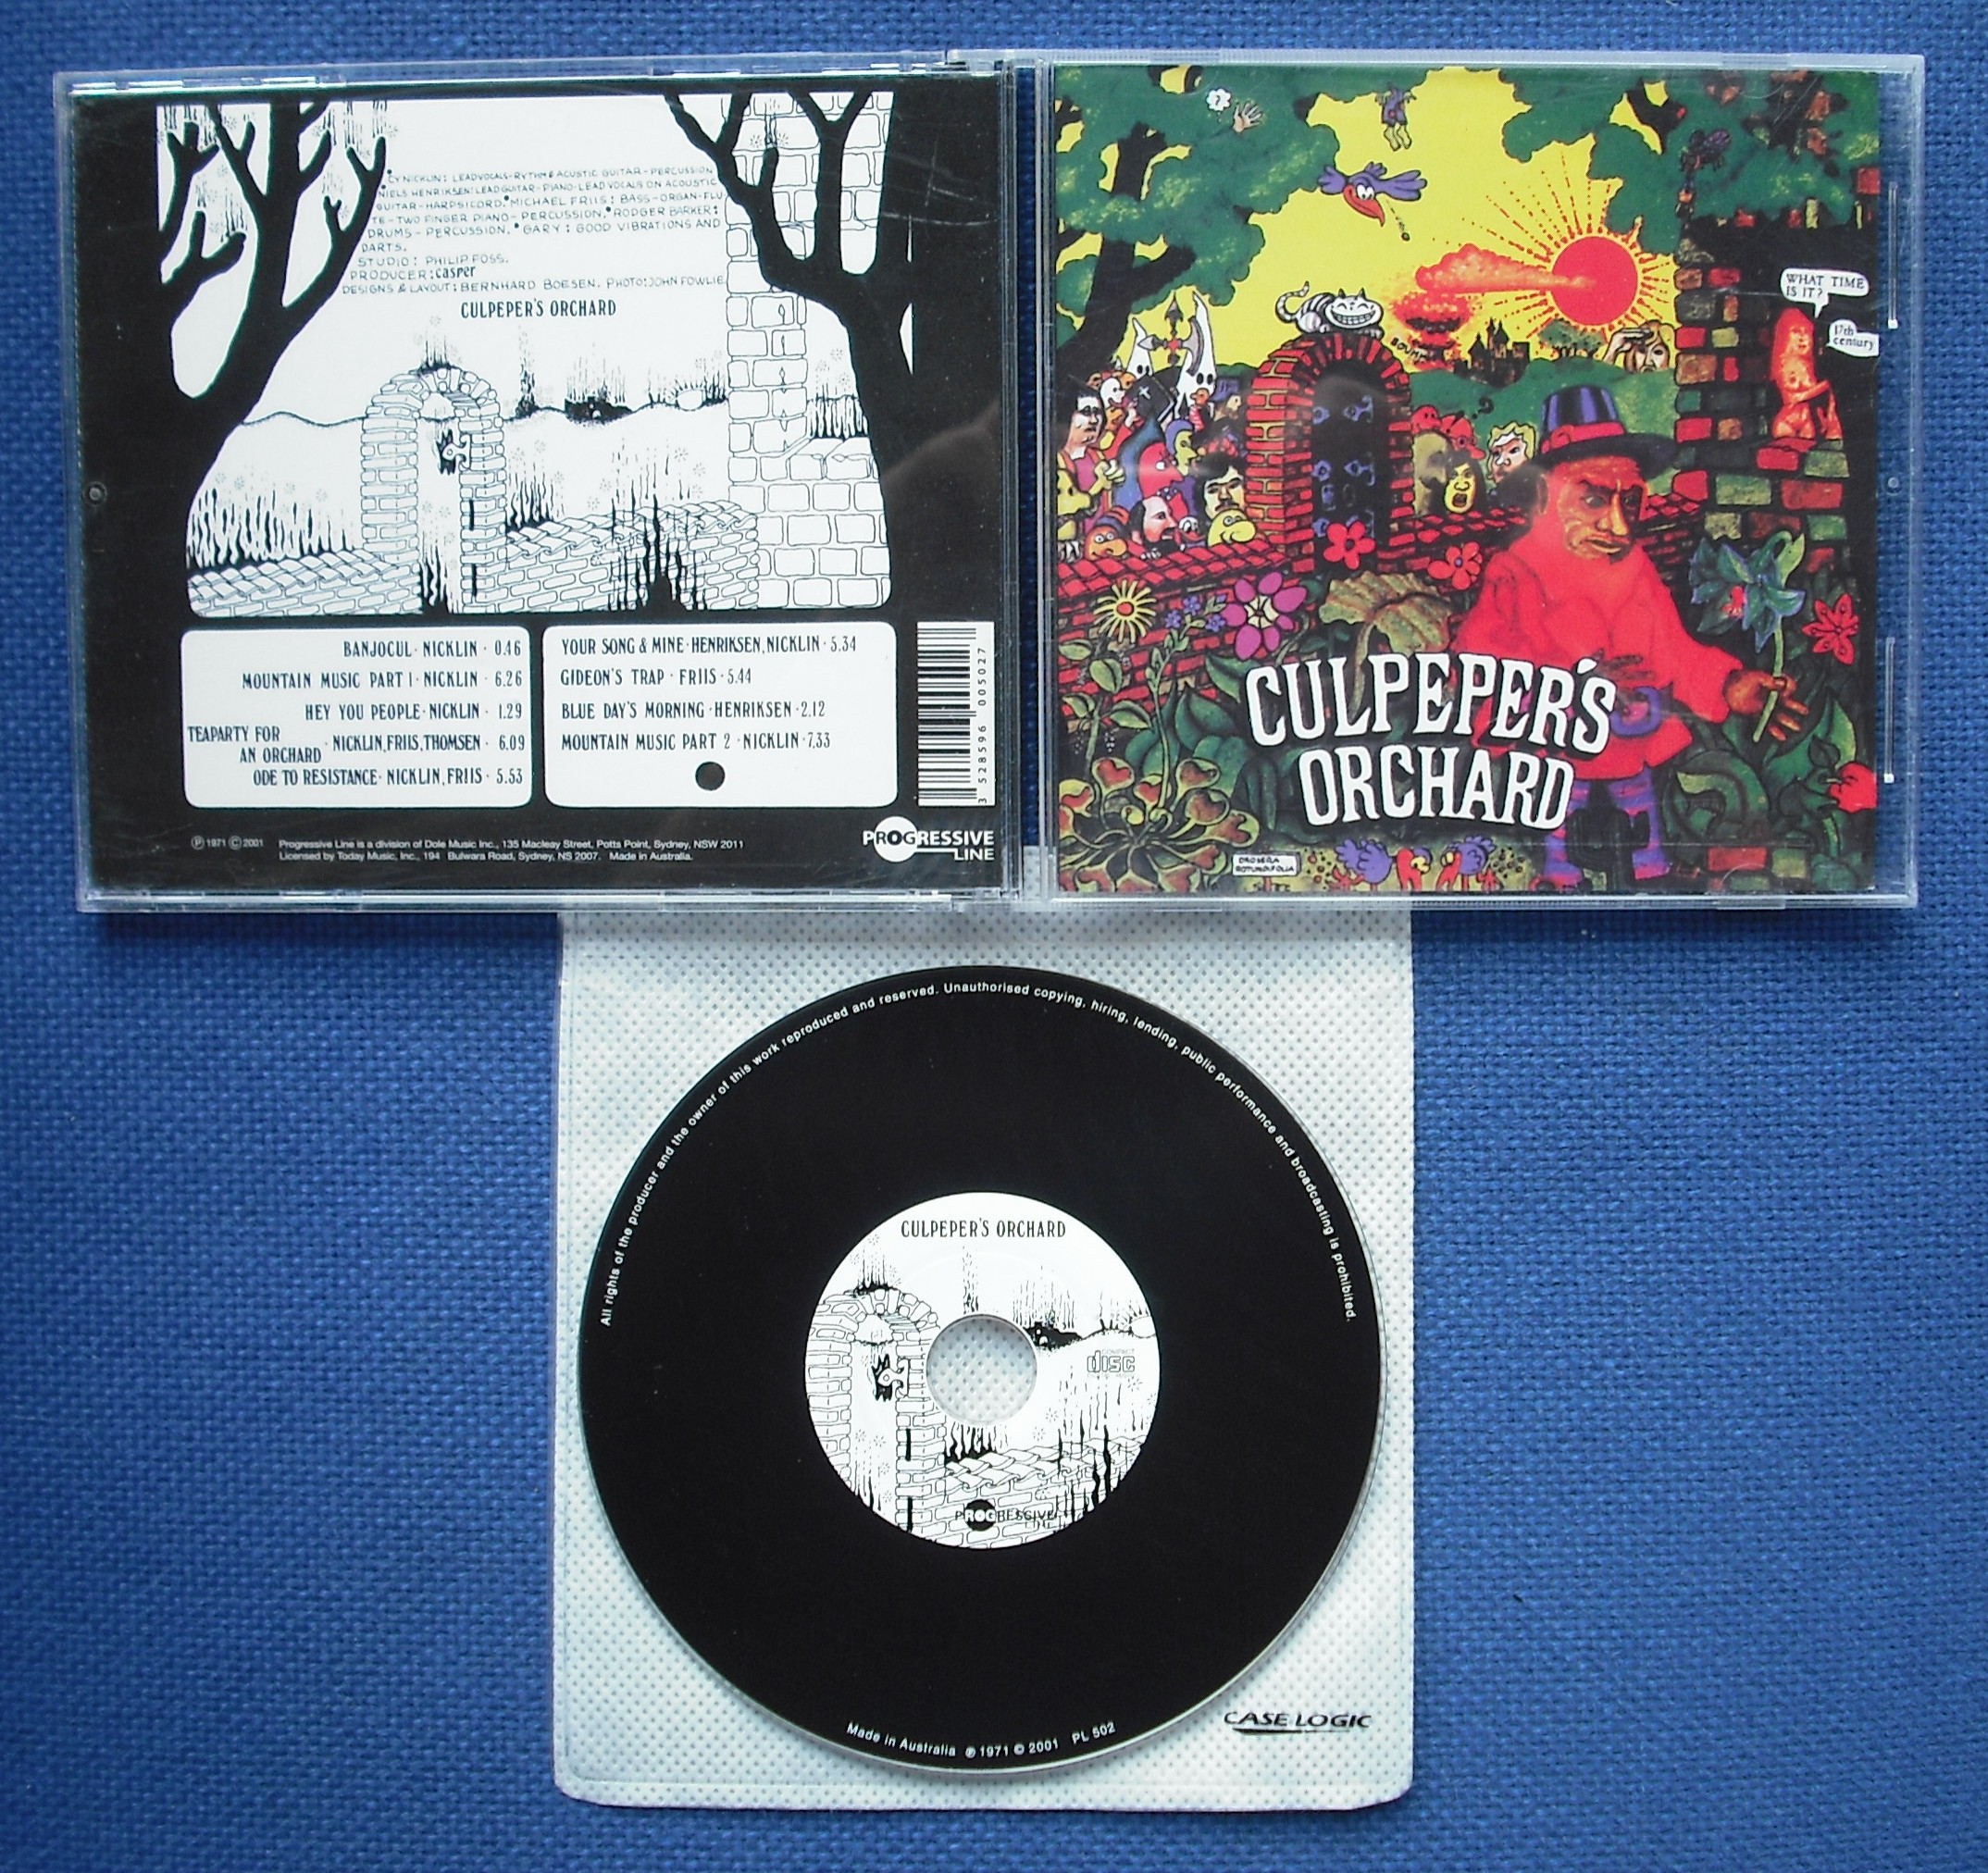 CY NICKLIN: LEADVOCALS-RYTHM & ACUSTIC GUITAR-PERCUSSION
NIELS HENRIKSEN: LEADGUITAR-PIANO-LEAD VOCALS ON ACOUSTIC
GUITAR-HARPSICORD. MICHAEL FRIIS: BASS-ORGAN-FLU
TE-TWO FINGER PIANO-PERCUSSION. RODGER BARKER:
DRUMS-PERCUSSION. GARY: GOOD VIBRATIONS AND
DARTS.
STUDIO: PHILIP FOSS.
PRODUCER: casper
DESIGNS & LAYOUT: BERNHARD BOESEN. PHOTO: JOHN FOWLIE
CULPEPER'S ORCHARD
BANJOCUL · NICKLIN · 0.46
MOUNTAIN MUSIC PART 1 · NICKLIN · 6.26
HEY YOU PEOPLE · NICKLIN · 1.29
TEAPARTY FOR
AN ORCHARD · NICKLIN, FRIIS, THOMSEN · 6.09
ODE TO RESISTANCE · NICKLIN, FRIIS · 5.53
YOUR SONG & MINE · HENRIKSEN, NICKLIN · 5.34
GIDEON'S TRAP · FRIIS · 5.44
BLUE DAY'S MORNING · HENRIKSEN · 2.12
MOUNTAIN MUSIC PART 2 · NICKLIN · 7.33
3 528596 005027
℗ 1971 © 2001 Progressive Line is a division of Dole Music Inc., 135 Macleay Street, Potts Point, Sydney, NSW 2011
Licensed by Today Music, Inc., 194 Bulwara Road, Sydney, NS 2007. Made in Australia.
PROGRESSIVE
LINE
WHAT TIME
IS IT?
17th
century
BOUMM
CULPEPER'S
ORCHARD
DROSERA
ROTUNDIFOLIA
All rights of the producer and the owner of this work reproduced and reserved. Unauthorised copying, hiring, lending, public performance and broadcasting is prohibited.
CULPEPER'S ORCHARD
COMPACT
disc
PROGRESSIVE
LINE
Made in Australia ℗ 1971 © 2001 PL 502
CASE LOGIC